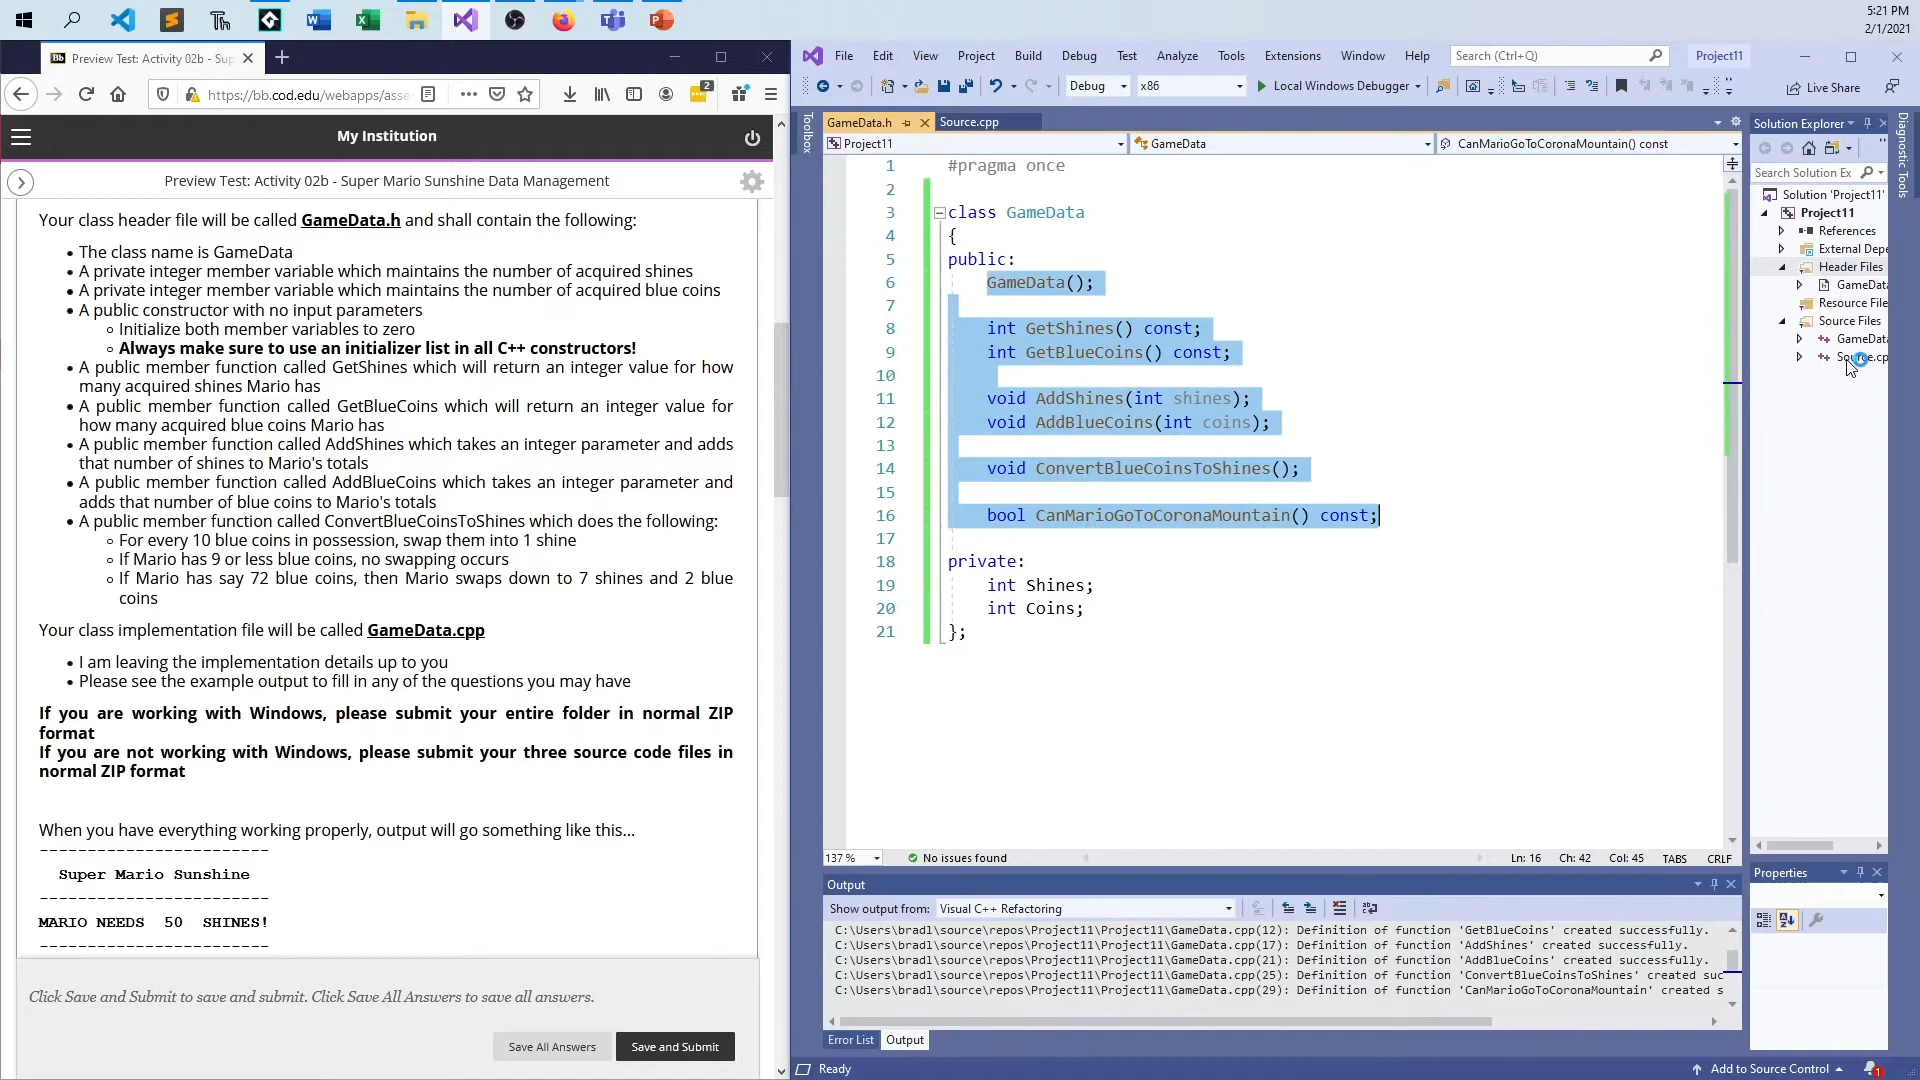 5:21 PM
2/1/2021
Preview Test: Activity 02b - Sup
https://bb.cod.edu/webapps/asse
2
My Institution
Preview Test: Activity 02b - Super Mario Sunshine Data Management
Your class header file will be called GameData.h and shall contain the following:
The class name is GameData
A private integer member variable which maintains the number of acquired shines
A private integer member variable which maintains the number of acquired blue coins
A public constructor with no input parameters
Initialize both member variables to zero
Always make sure to use an initializer list in all C++ constructors!
A public member function called GetShines which will return an integer value for how
many acquired shines Mario has
A public member function called GetBlueCoins which will return an integer value for
how many acquired blue coins Mario has
A public member function called AddShines which takes an integer parameter and adds
that number of shines to Mario's totals
A public member function called AddBlueCoins which takes an integer parameter and
adds that number of blue coins to Mario's totals
A public member function called ConvertBlueCoinsToShines which does the following:
For every 10 blue coins in possession, swap them into 1 shine
If Mario has 9 or less blue coins, no swapping occurs
If Mario has say 72 blue coins, then Mario swaps down to 7 shines and 2 blue
coins
Your class implementation file will be called GameData.cpp
I am leaving the implementation details up to you
Please see the example output to fill in any of the questions you may have
If you are working with Windows, please submit your entire folder in normal ZIP
format
If you are not working with Windows, please submit your three source code files in
normal ZIP format
When you have everything working properly, output will go something like this...
------------------------
Super Mario Sunshine
------------------------
MARIO NEEDS 50 SHINES!
------------------------
Click Save and Submit to save and submit. Click Save All Answers to save all answers.
Save All Answers Save and Submit
File Edit View Project Build Debug Test Analyze Tools Extensions Window Help Search (Ctrl+Q) Project11
Debug x86 Local Windows Debugger Live Share
Toolbox
GameData.h Source.cpp
Project11 GameData CanMarioGoToCoronaMountain() const
1 #pragma once
2
3 class GameData
4 {
5 public:
6 GameData();
7
8 int GetShines() const;
9 int GetBlueCoins() const;
10
11 void AddShines(int shines);
12 void AddBlueCoins(int coins);
13
14 void ConvertBlueCoinsToShines();
15
16 bool CanMarioGoToCoronaMountain() const;
17
18 private:
19 int Shines;
20 int Coins;
21 };
137 % No issues found Ln: 16 Ch: 42 Col: 45 TABS CRLF
Output
Show output from: Visual C++ Refactoring
C:\Users\bradl\source\repos\Project11\Project11\GameData.cpp(12): Definition of function 'GetBlueCoins' created successfully.
C:\Users\bradl\source\repos\Project11\Project11\GameData.cpp(17): Definition of function 'AddShines' created successfully.
C:\Users\bradl\source\repos\Project11\Project11\GameData.cpp(21): Definition of function 'AddBlueCoins' created successfully.
C:\Users\bradl\source\repos\Project11\Project11\GameData.cpp(25): Definition of function 'ConvertBlueCoinsToShines' created suc
C:\Users\bradl\source\repos\Project11\Project11\GameData.cpp(29): Definition of function 'CanMarioGoToCoronaMountain' created s
Error List Output
Ready
Solution Explorer
Search Solution Ex
Solution 'Project11'
Project11
References
External Depe
Header Files
GameData
Resource File
Source Files
GameData
Source.cp
Properties
Diagnostic Tools
Add to Source Control
1